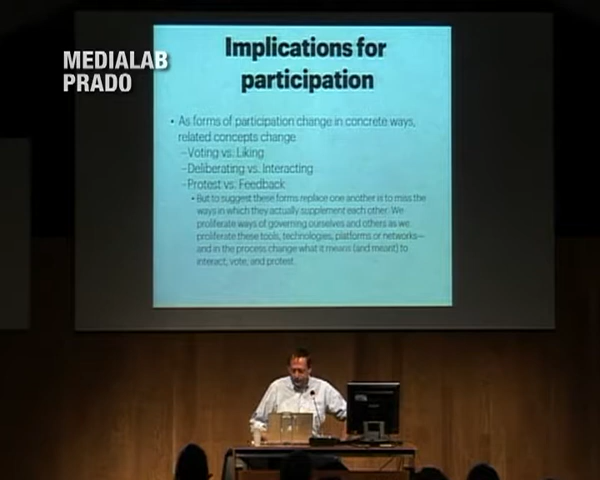 MEDIALAB
PRADO
Implications for
participation
• As forms of participation change in concrete ways,
related concepts change
–Voting vs. Liking
–Deliberating vs. Interacting
–Protest vs. Feedback
• But to suggest these forms replace one another is to miss the
ways in which they actually supplement each other. We
proliferate ways of governing ourselves and others as we
proliferate these tools, technologies, platforms or networks—
and in the process change what it means (and meant) to
interact, vote, and protest.